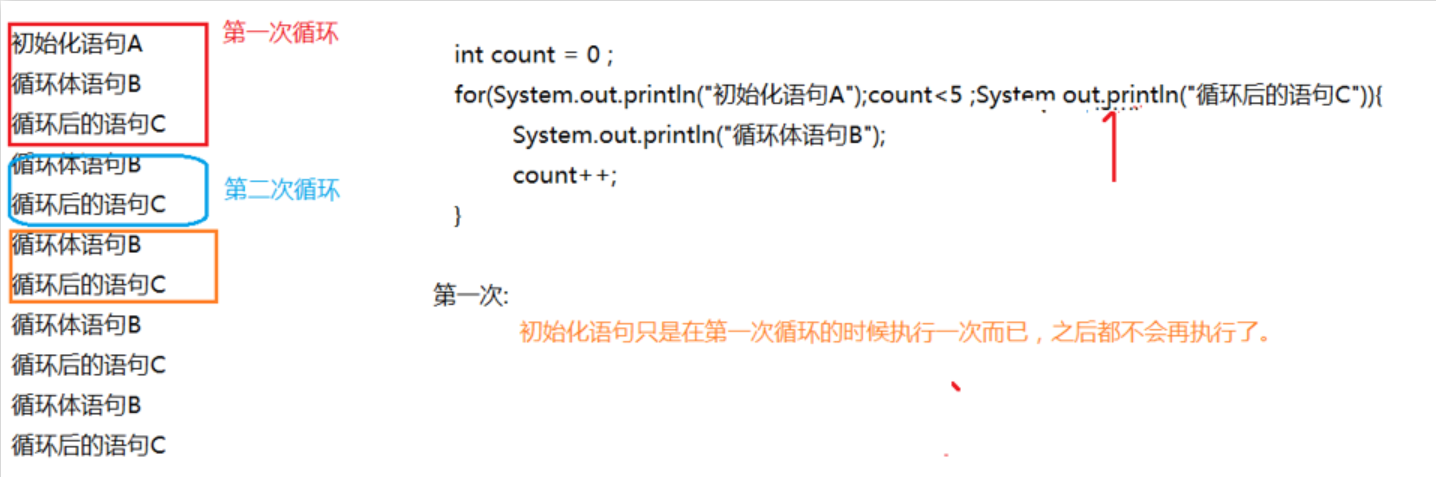 初始化语句A
循环体语句B
循环后的语句C
循环体语句B
循环后的语句C
循环体语句B
循环后的语句C
循环体语句B
循环后的语句C
循环体语句B
循环后的语句C
第一次循环
第二次循环
int count = 0 ;
for(System.out.println("初始化语句A");count<5 ;System out.println("循环后的语句C")){
System.out.println("循环体语句B");
count++;
}
第一次:
初始化语句只是在第一次循环的时候执行一次而已，之后都不会再执行了。